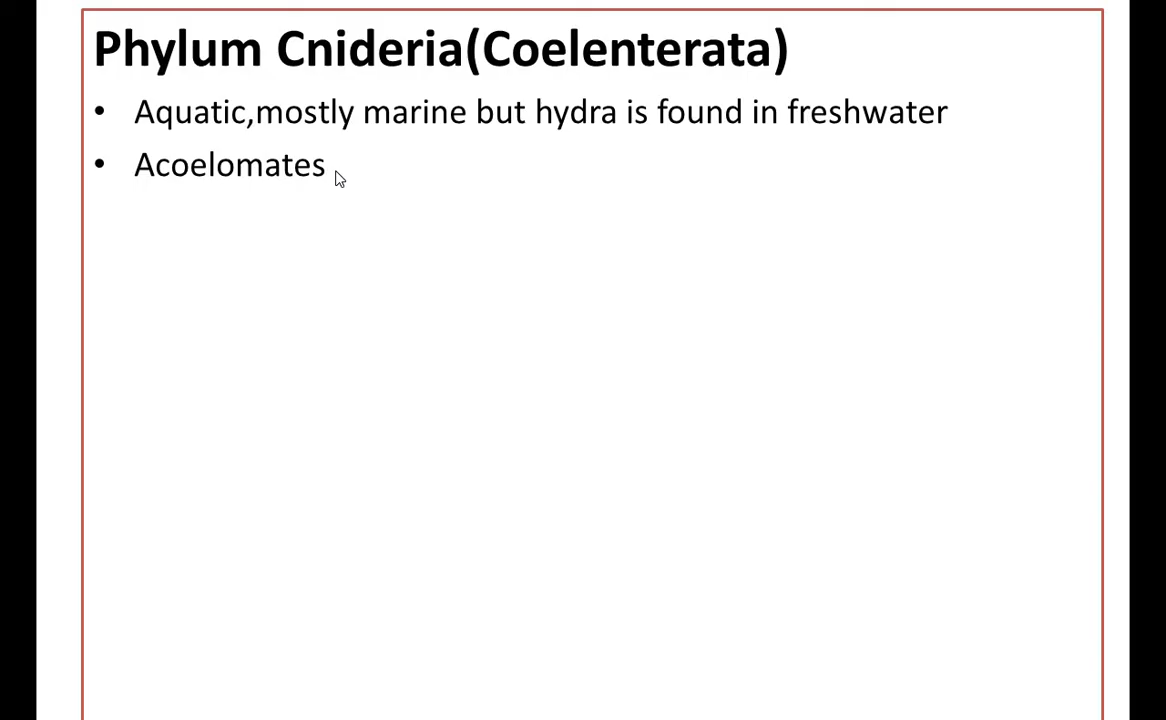 Phylum Cnideria(Coelenterata)
• Aquatic,mostly marine but hydra is found in freshwater
• Acoelomates